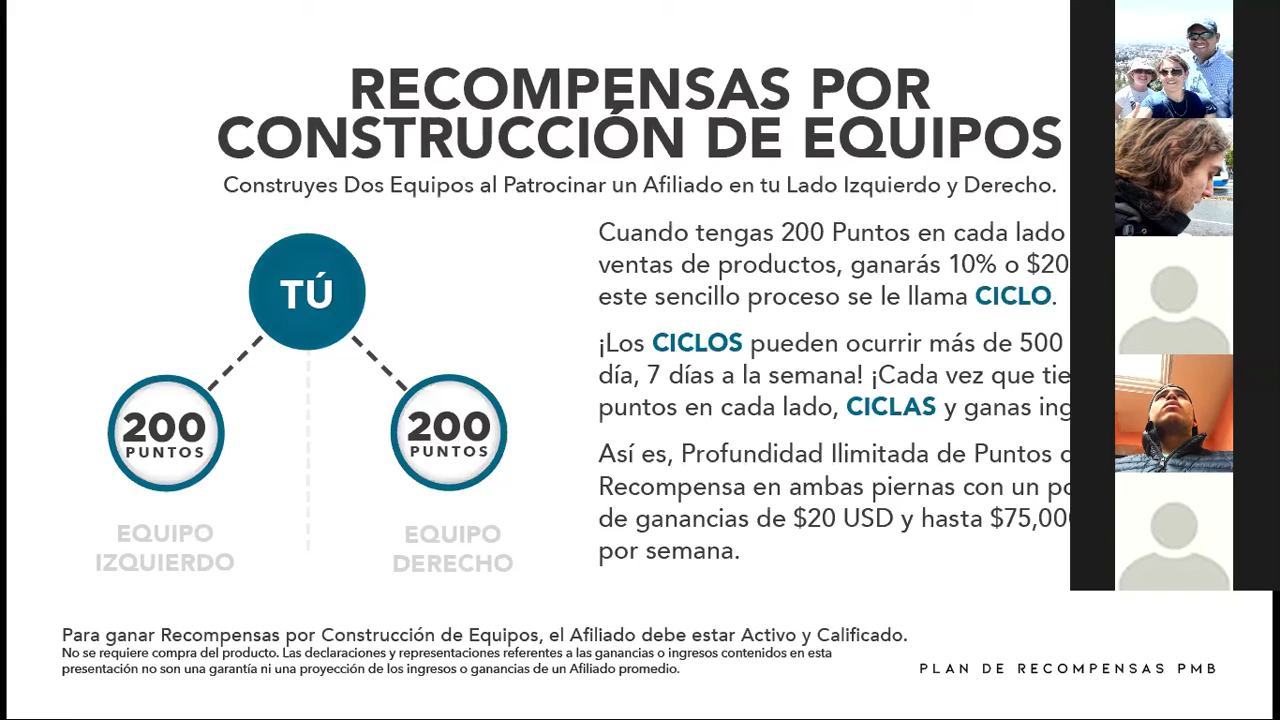 RECOMPENSAS POR
CONSTRUCCIÓN DE EQUIPOS
Construyes Dos Equipos al Patrocinar un Afiliado en tu Lado Izquierdo y Derecho.
TÚ
200
PUNTOS
200
PUNTOS
EQUIPO
IZQUIERDO
EQUIPO
DERECHO
Cuando tengas 200 Puntos en cada lado
ventas de productos, ganarás 10% o $20
este sencillo proceso se le llama CICLO.
¡Los CICLOS pueden ocurrir más de 500
día, 7 días a la semana! ¡Cada vez que
puntos en cada lado, CICLAS y ganas
Así es, Profundidad Ilimitada de Puntos
Recompensa en ambas piernas con un
de ganancias de $20 USD y hasta $75,000
por semana.
Para ganar Recompensas por Construcción de Equipos, el Afiliado debe estar Activo y Calificado.
No se requiere compra del producto. Las declaraciones y representaciones referentes a las ganancias o ingresos contenidos en esta
presentación no son una garantía ni una proyección de los ingresos o ganancias de un Afiliado promedio.
PLAN DE RECOMPENSAS PMB